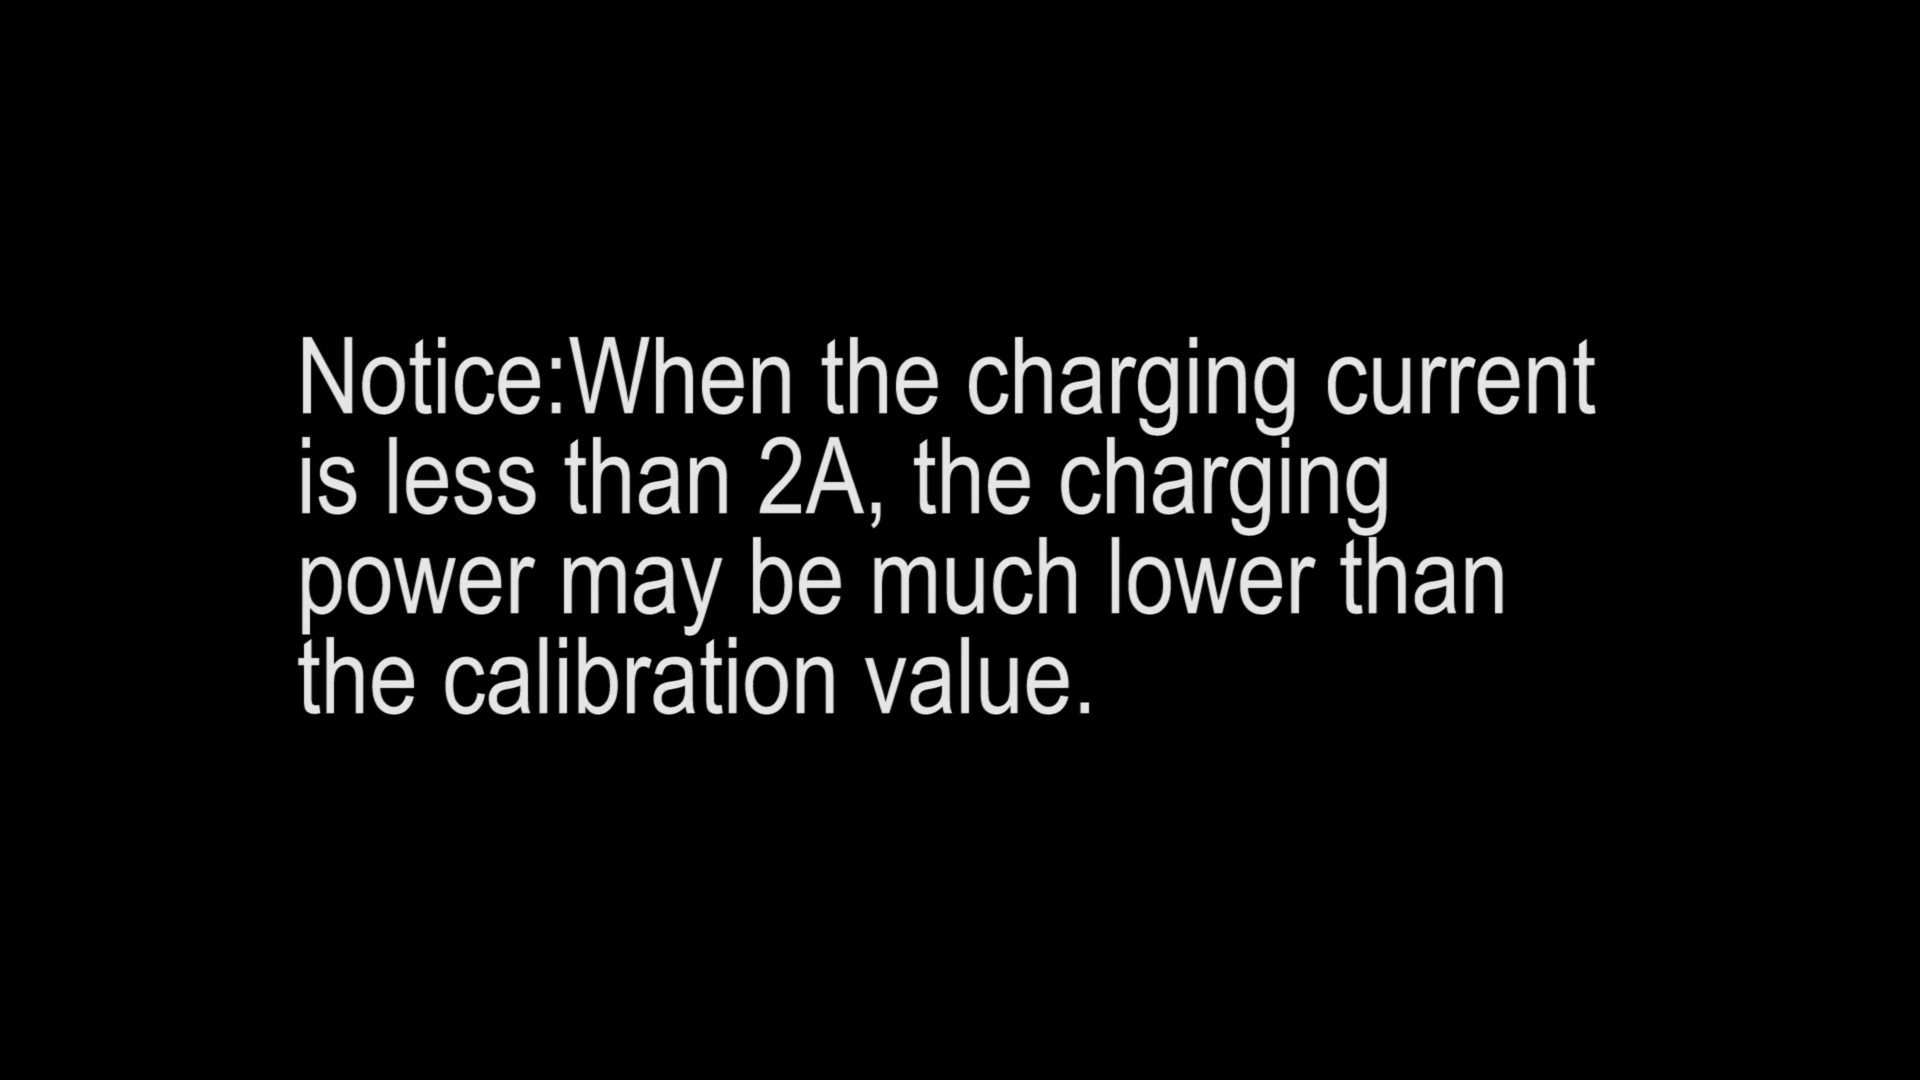 Notice:When the charging current
is less than 2A, the charging
power may be much lower than
the calibration value.